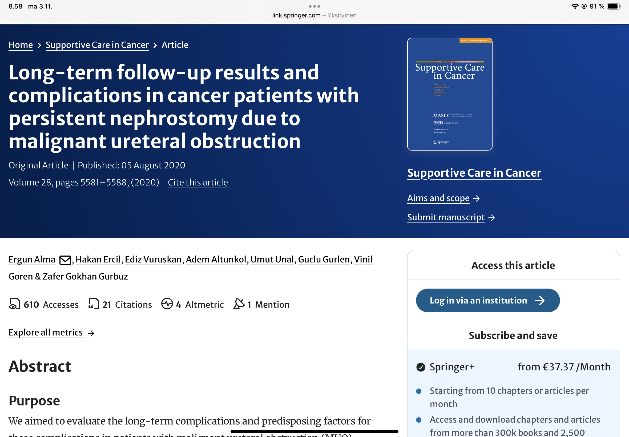 8.58 ma 3.11.
91 %
link.springer.com – Yksityinen
Home > Supportive Care in Cancer > Article
Long-term follow-up results and
complications in cancer patients with
persistent nephrostomy due to
malignant ureteral obstruction
Original Article | Published: 05 August 2020
Volume 28, pages 5581–5588, (2020) Cite this article
Supportive Care
in Cancer
MASCC
Springer
Supportive Care in Cancer
Aims and scope →
Submit manuscript →
Ergun Alma, Hakan Ercil, Ediz Vuruskan, Adem Altunkol, Umut Unal, Guclu Gurlen, Vinil
Goren & Zafer Gokhan Gurbuz
610 Accesses 21 Citations 4 Altmetric 1 Mention
Explore all metrics →
Abstract
Purpose
We aimed to evaluate the long-term complications and predisposing factors for
Access this article
Log in via an institution →
Subscribe and save
Springer+ from €37.37 /Month
Starting from 10 chapters or articles per
month
Access and download chapters and articles
from more than 300k books and 2,500